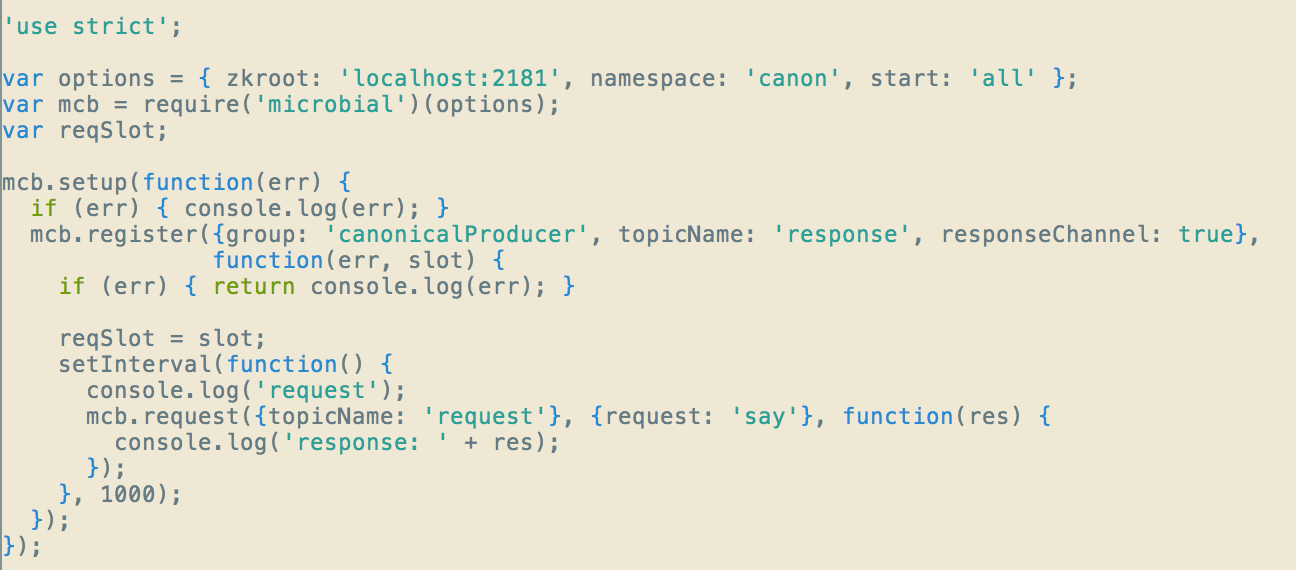 'use strict';

var options = { zkroot: 'localhost:2181', namespace: 'canon', start: 'all' };
var mcb = require('microbial')(options);
var reqSlot;

mcb.setup(function(err) {
  if (err) { console.log(err); }
  mcb.register({group: 'canonicalProducer', topicName: 'response', responseChannel: true},
               function(err, slot) {
    if (err) { return console.log(err); }

    reqSlot = slot;
    setInterval(function() {
      console.log('request');
      mcb.request({topicName: 'request'}, {request: 'say'}, function(res) {
        console.log('response: ' + res);
      });
    }, 1000);
  });
});